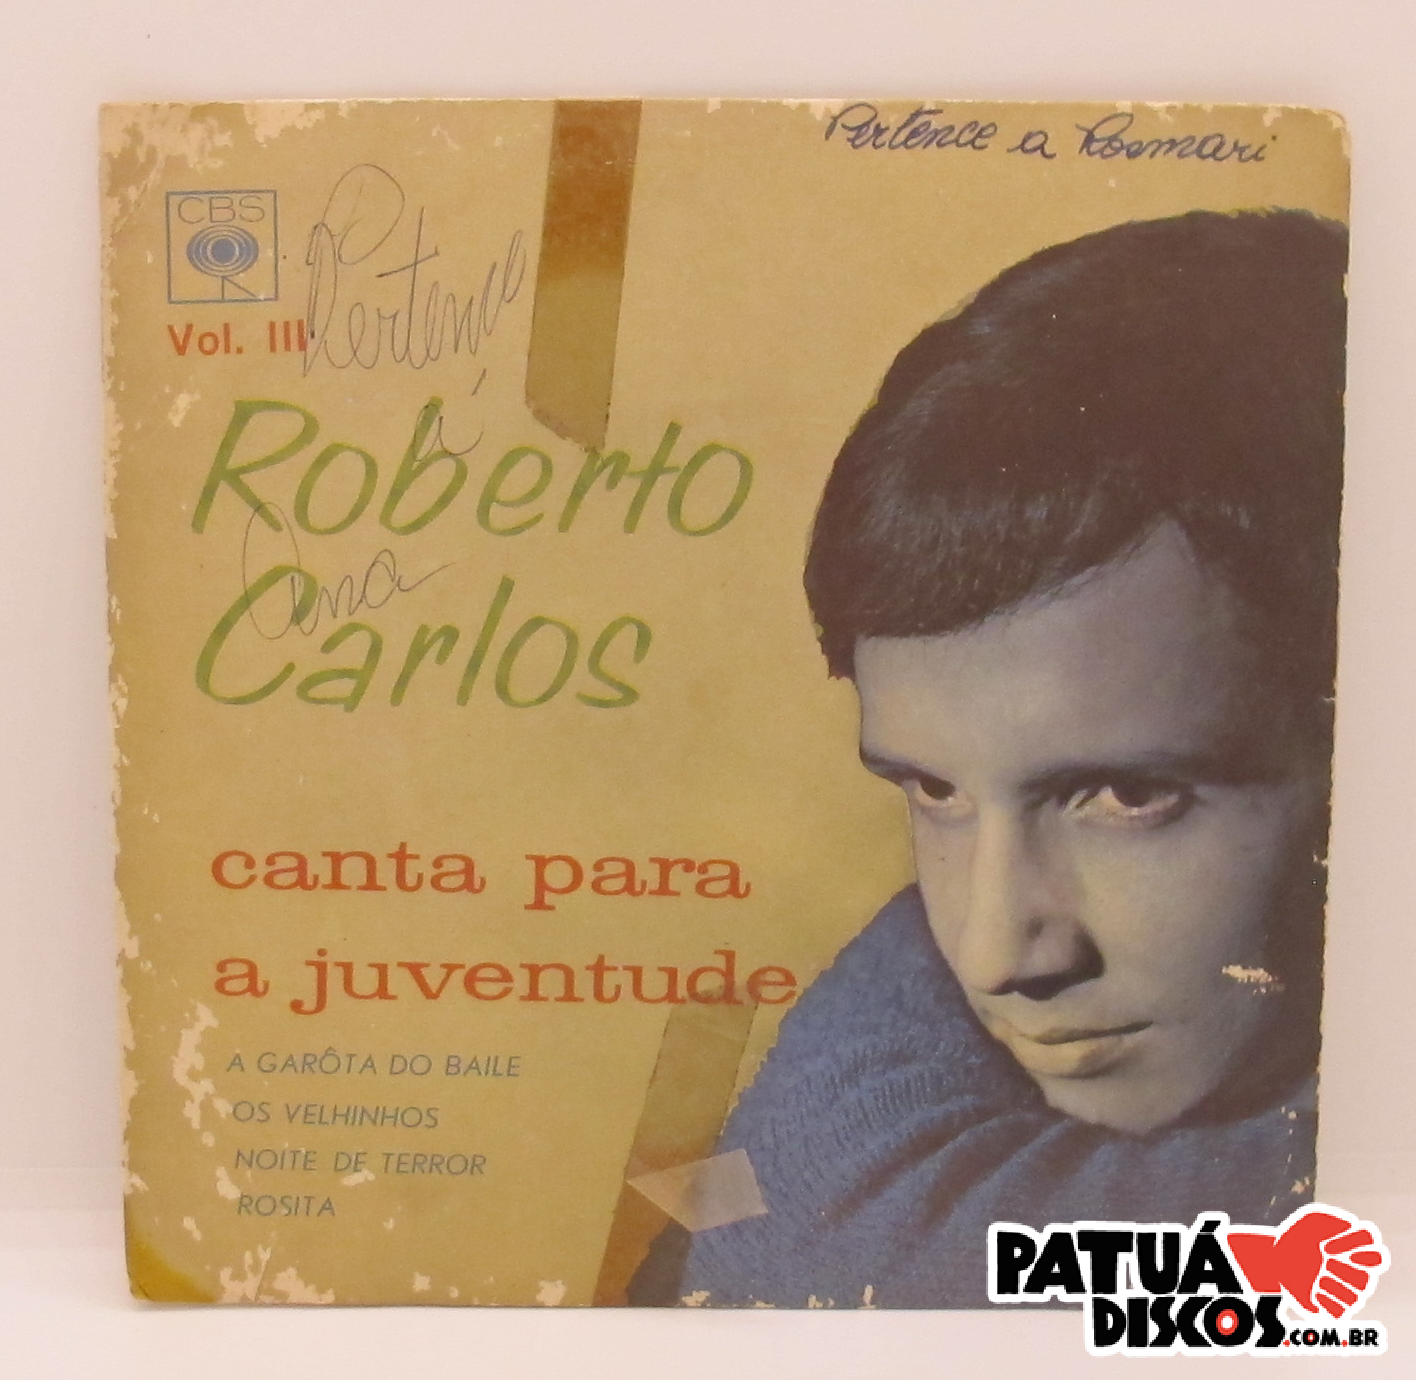 Pertence a Rosmari
CBS
Vol. III
Pertence
a
Roberto
Ana
Carlos
canta para
a juventude
A GARÔTA DO BAILE
OS VELHINHOS
NOITE DE TERROR
ROSITA
PATUÁ
DISCOS.COM.BR